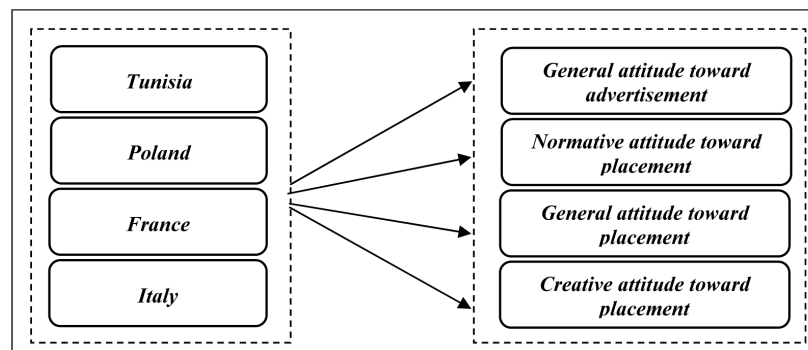 Tunisia
Poland
France
Italy
General attitude toward
advertisement
Normative attitude toward
placement
General attitude toward
placement
Creative attitude toward
placement